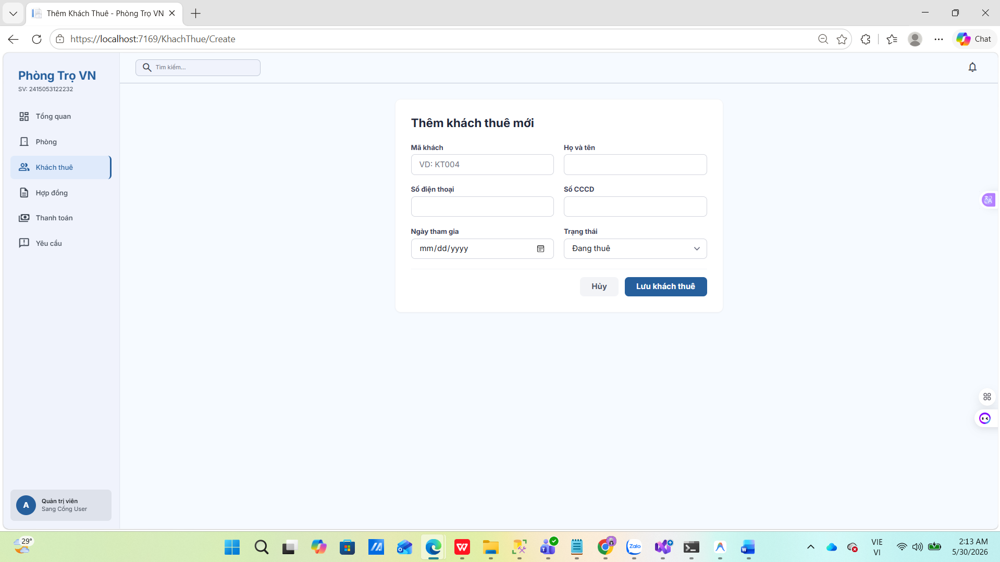 Thêm Khách Thuê - Phòng Trọ VN
https://localhost:7169/KhachThue/Create
Chat
Phòng Trọ VN
SV: 2415053122232
Tìm kiếm...
Tổng quan
Phòng
Khách thuê
Hợp đồng
Thanh toán
Yêu cầu
Thêm khách thuê mới
Mã khách
Họ và tên
VD: KT004
Số điện thoại
Số CCCD
Ngày tham gia
Trạng thái
mm/dd/yyyy
Đang thuê
Hủy
Lưu khách thuê
A
Quản trị viên
Sang Cổng User
29°
Zalo
VIE
VI
2:13 AM
5/30/2026